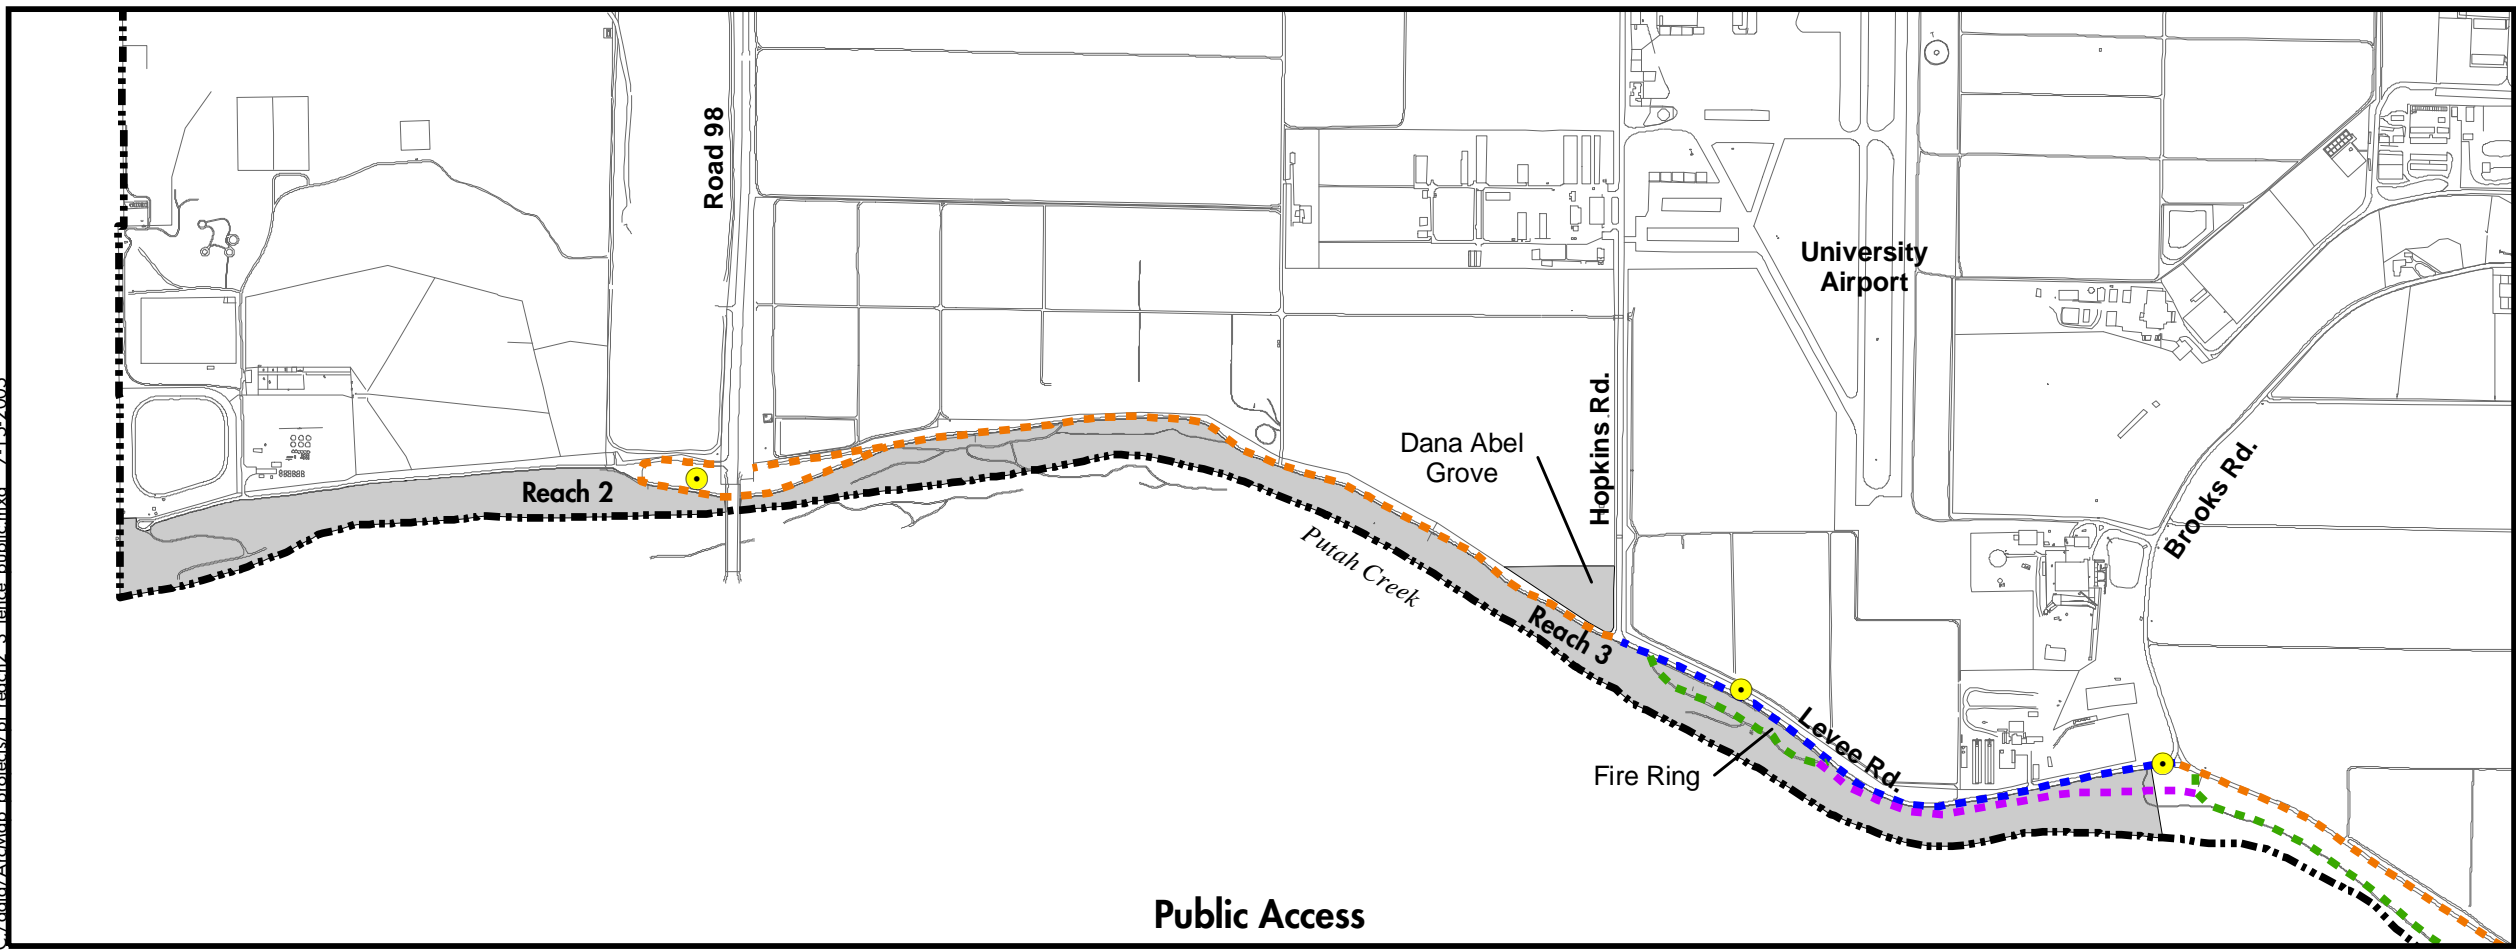 Road 98
University
Airport
Hopkins Rd.
Dana Abel
Grove
Brooks Rd.
Reach 2
Putah Creek
Reach 3
Levee Rd.
Fire Ring
Public Access